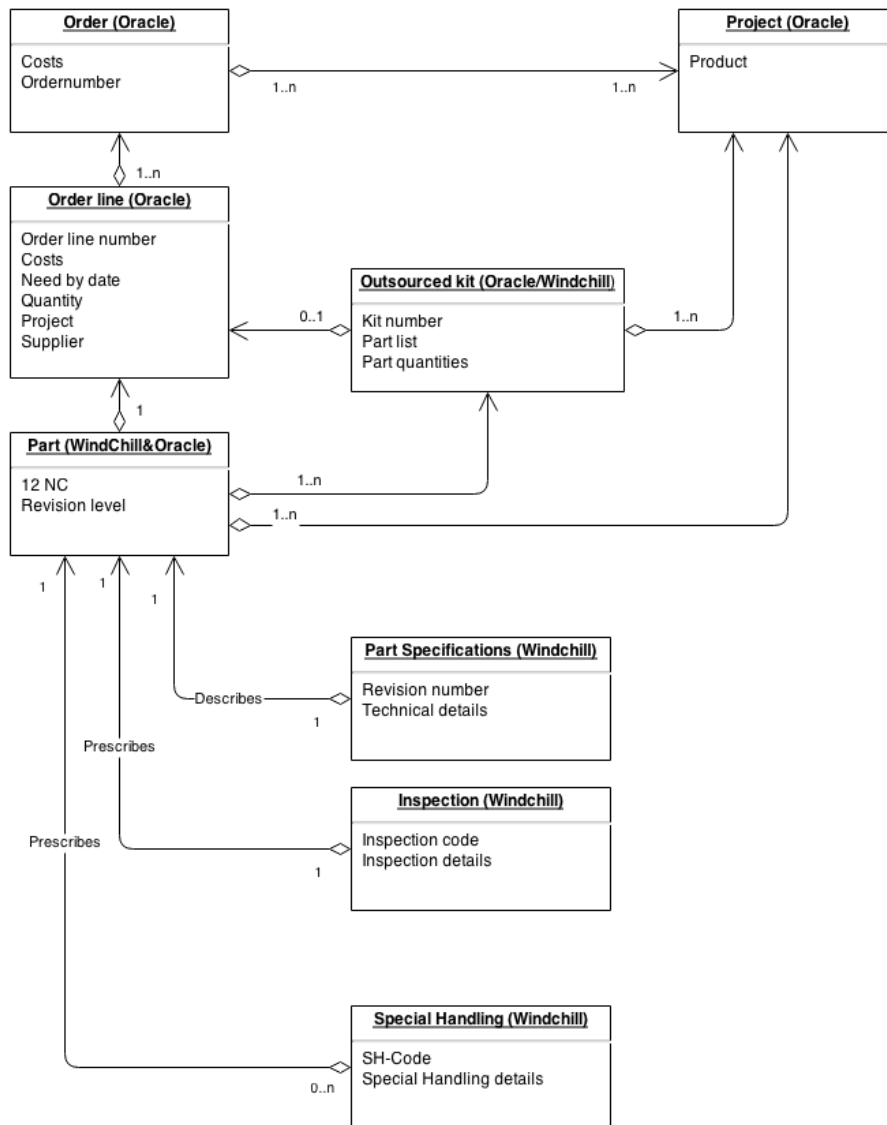 Order (Oracle)
Costs
Ordernumber
1..n
1..n
Project (Oracle)
Product
1..n
Order line (Oracle)
Order line number
Costs
Need by date
Quantity
Project
Supplier
0..1
Outsourced kit (Oracle/Windchill)
Kit number
Part list
Part quantities
1..n
1
Part (WindChill&Oracle)
12 NC
Revision level
1..n
1..n
1
1
1
Part Specifications (Windchill)
Revision number
Technical details
Describes
1
Prescribes
Inspection (Windchill)
Inspection code
Inspection details
Prescribes
1
Special Handling (Windchill)
SH-Code
Special Handling details
0..n